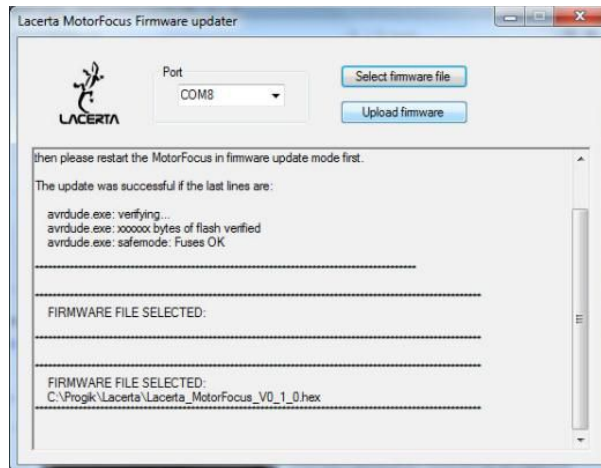 Lacerta MotorFocus Firmware updater
Port
COM8
Select firmware file
Upload firmware
LACERTA
then please restart the MotorFocus in firmware update mode first.
The update was successful if the last lines are:
avrdude.exe: verifying...
avrdude.exe: xxxxxx bytes of flash verified
avrdude.exe: safemode: Fuses OK
FIRMWARE FILE SELECTED:
FIRMWARE FILE SELECTED:
C:\Progik\Lacerta\Lacerta_MotorFocus_V0_1_0.hex